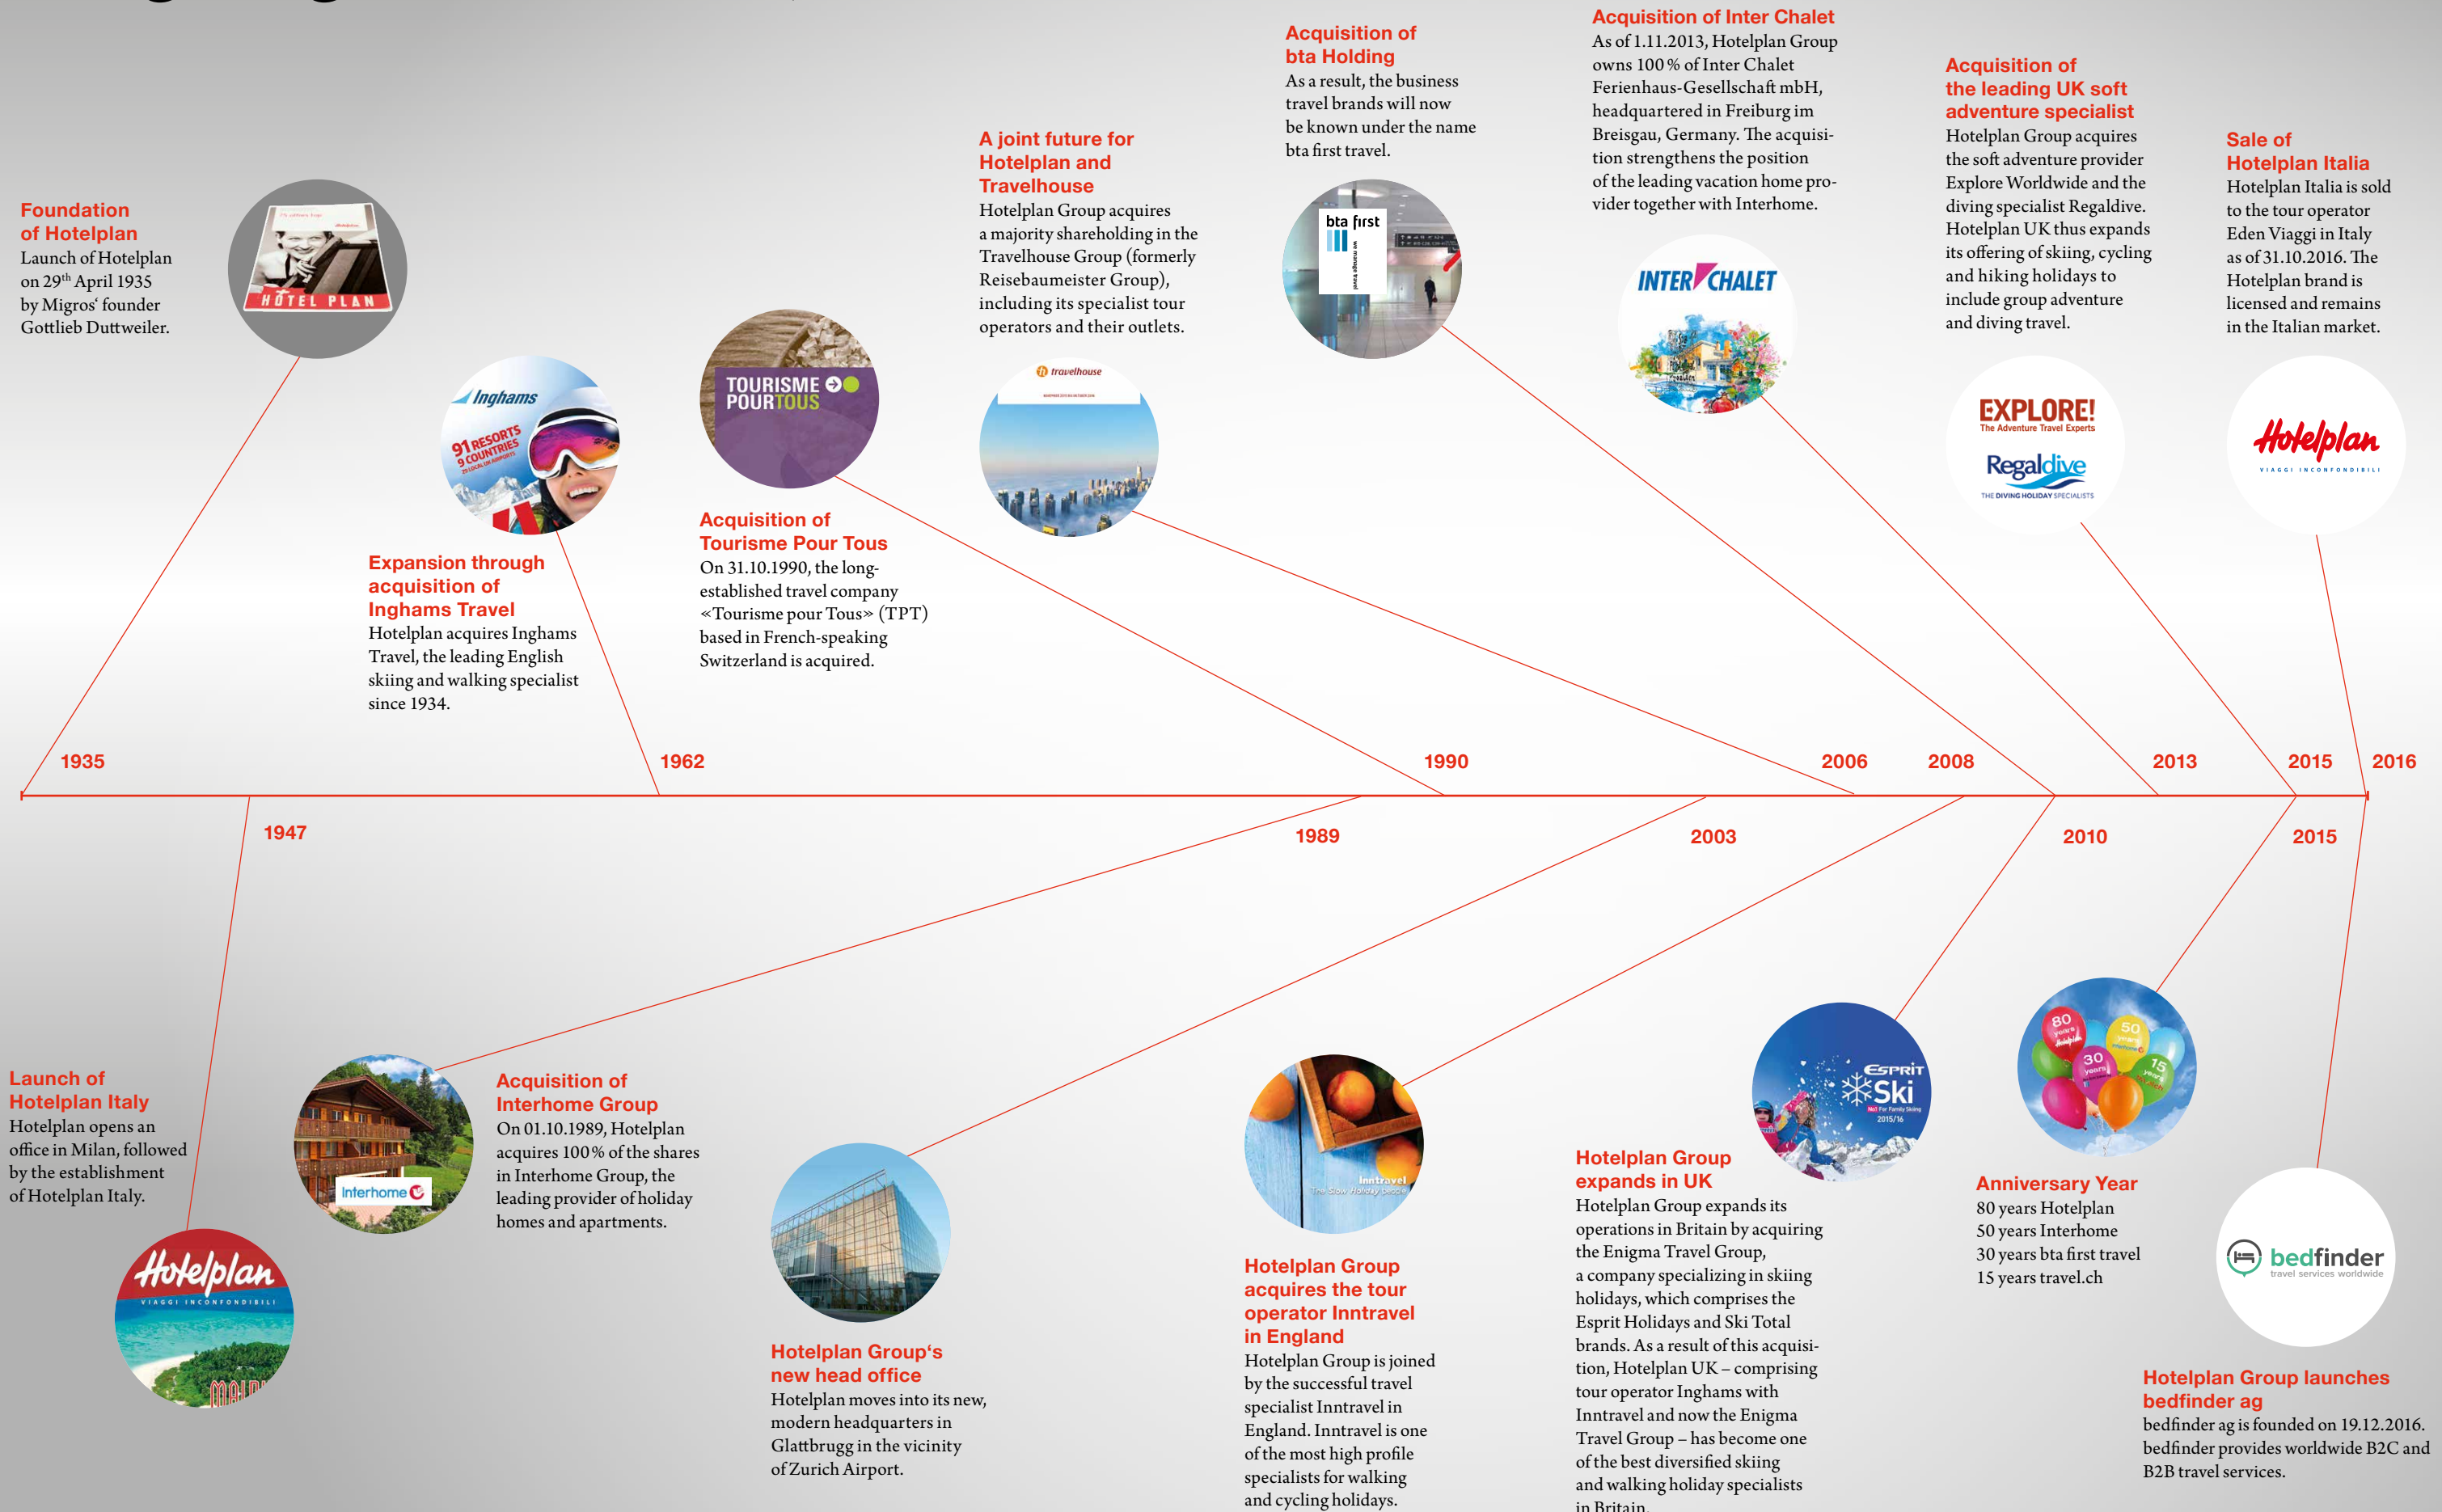 Foundation
of Hotelplan
Launch of Hotelplan
on 29th April 1935
by Migros‘ founder
Gottlieb Duttweiler.
HOTEL PLAN
Inghams
91 RESORTS
9 COUNTRIES
Expansion through
acquisition of
Inghams Travel
Hotelplan acquires Inghams
Travel, the leading English
skiing and walking specialist
since 1934.
TOURISME
POURTOUS
Acquisition of
Tourisme Pour Tous
On 31.10.1990, the long-
established travel company
«Tourisme pour Tous» (TPT)
based in French-speaking
Switzerland is acquired.
A joint future for
Hotelplan and
Travelhouse
Hotelplan Group acquires
a majority shareholding in the
Travelhouse Group (formerly
Reisebaumeister Group),
including its specialist tour
operators and their outlets.
travelhouse
Acquisition of
bta Holding
As a result, the business
travel brands will now
be known under the name
bta first travel.
bta first
we manage travel
Acquisition of Inter Chalet
As of 1.11.2013, Hotelplan Group
owns 100 % of Inter Chalet
Ferienhaus-Gesellschaft mbH,
headquartered in Freiburg im
Breisgau, Germany. The acquisi-
tion strengthens the position
of the leading vacation home pro-
vider together with Interhome.
INTER CHALET
Acquisition of
the leading UK soft
adventure specialist
Hotelplan Group acquires
the soft adventure provider
Explore Worldwide and the
diving specialist Regaldive.
Hotelplan UK thus expands
its offering of skiing, cycling
and hiking holidays to
include group adventure
and diving travel.
EXPLORE!
The Adventure Travel Experts
Regaldive
THE DIVING HOLIDAY SPECIALISTS
Sale of
Hotelplan Italia
Hotelplan Italia is sold
to the tour operator
Eden Viaggi in Italy
as of 31.10.2016. The
Hotelplan brand is
licensed and remains
in the Italian market.
Hotelplan
VIAGGI INCONFONDIBILI
1935
1962
1990
2006
2008
2013
2015
2016
1947
1989
2003
2010
2015
Launch of
Hotelplan Italy
Hotelplan opens an
office in Milan, followed
by the establishment
of Hotelplan Italy.
Hotelplan
VIAGGI INCONFONDIBILI
Interhome
Acquisition of
Interhome Group
On 01.10.1989, Hotelplan
acquires 100 % of the shares
in Interhome Group, the
leading provider of holiday
homes and apartments.
Hotelplan Group‘s
new head office
Hotelplan moves into its new,
modern headquarters in
Glattbrugg in the vicinity
of Zurich Airport.
Inntravel
The Slow Holiday people
Hotelplan Group
acquires the tour
operator Inntravel
in England
Hotelplan Group is joined
by the successful travel
specialist Inntravel in
England. Inntravel is one
of the most high profile
specialists for walking
and cycling holidays.
ESPRIT
Ski
No1 For Family Skiing
2015/16
Hotelplan Group
expands in UK
Hotelplan Group expands its
operations in Britain by acquiring
the Enigma Travel Group,
a company specializing in skiing
holidays, which comprises the
Esprit Holidays and Ski Total
brands. As a result of this acquisi-
tion, Hotelplan UK – comprising
tour operator Inghams with
Inntravel and now the Enigma
Travel Group – has become one
of the best diversified skiing
and walking holiday specialists
in Britain.
80 years Hotelplan
50 years interhome
30 years
15 years
Anniversary Year
80 years Hotelplan
50 years Interhome
30 years bta first travel
15 years travel.ch
bedfinder
travel services worldwide
Hotelplan Group launches
bedfinder ag
bedfinder ag is founded on 19.12.2016.
bedfinder provides worldwide B2C and
B2B travel services.